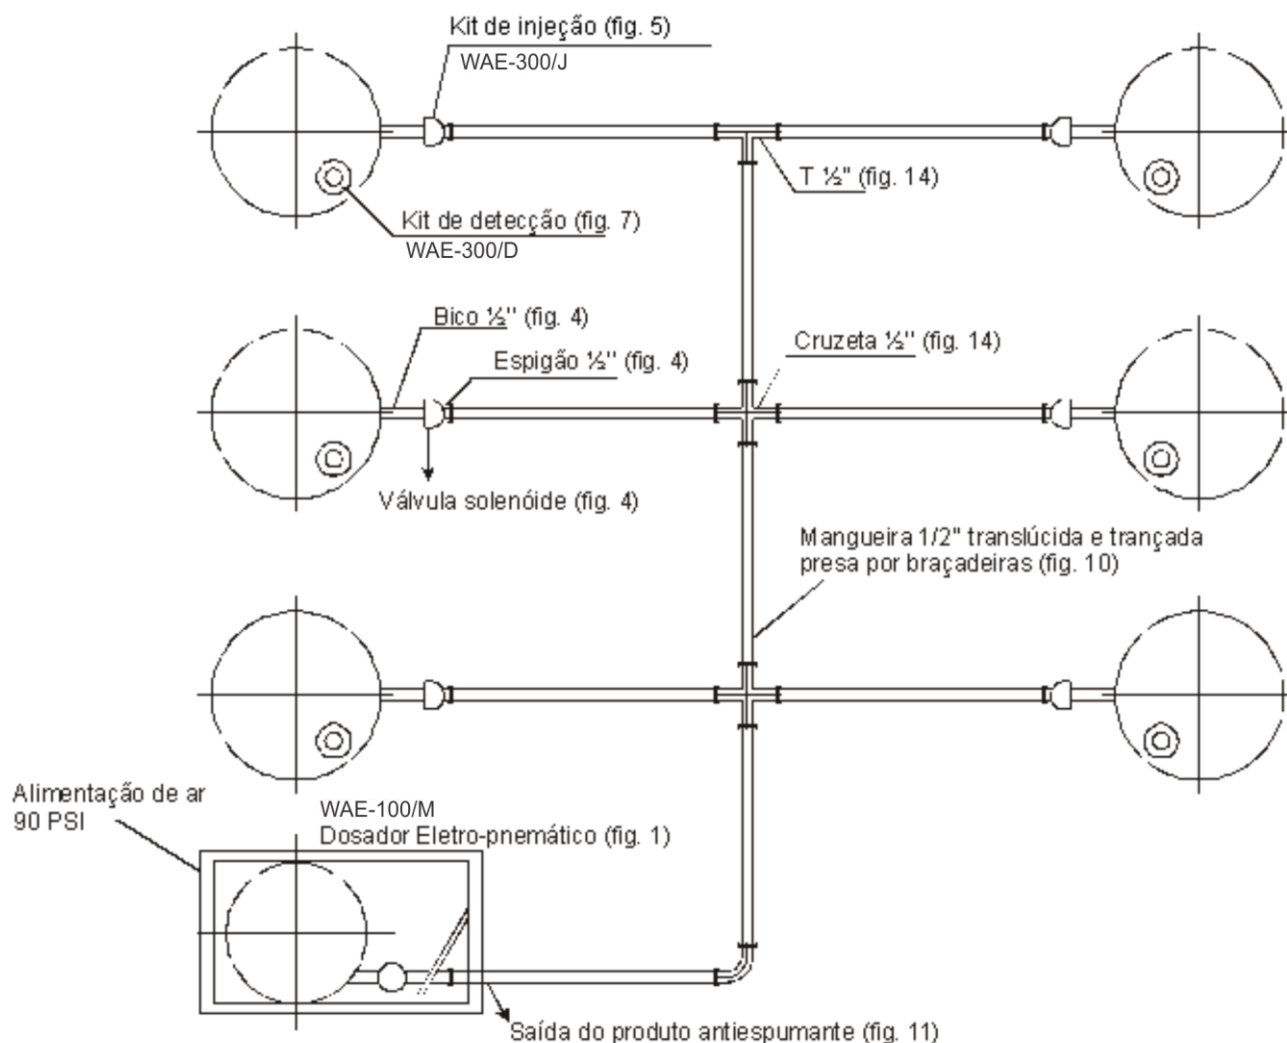 Kit de injeção (fig. 5)
WAE-300/J
T ½" (fig. 14)
Kit de detecção (fig. 7)
WAE-300/D
Bico ½" (fig. 4)
Cruzeta ½" (fig. 14)
Espigão ½" (fig. 4)
Válvula solenóide (fig. 4)
Mangueira 1/2" translúcida e trançada
presa por braçadeiras (fig. 10)
Alimentação de ar
90 PSI
WAE-100/M
Dosador Eletro-pnemático (fig. 1)
Saída do produto antiespumante (fig. 11)